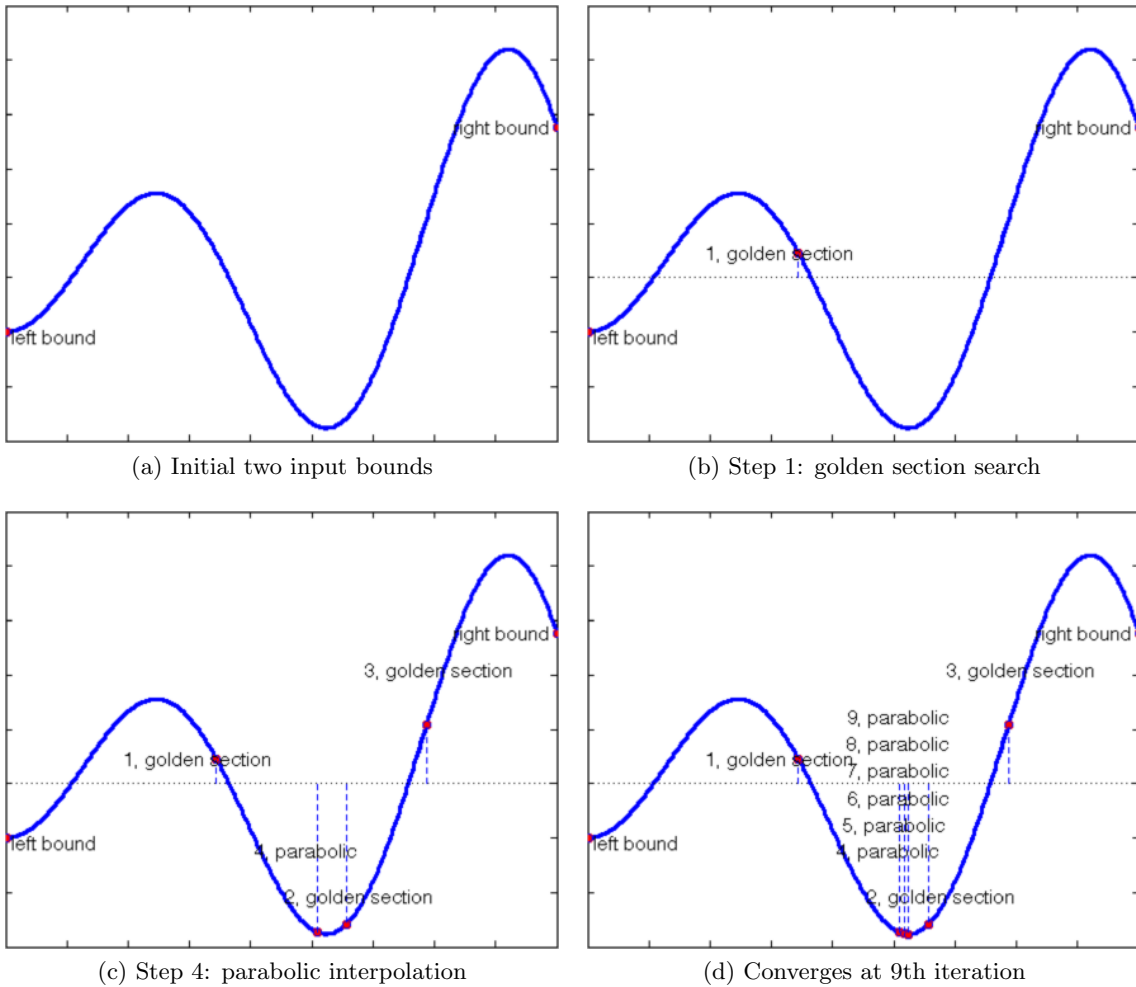 right bound
left bound
(a) Initial two input bounds
right bound
1, golden section
left bound
(b) Step 1: golden section search
right bound
3, golden section
1, golden section
left bound
4, parabolic
2, golden section
(c) Step 4: parabolic interpolation
right bound
3, golden section
9, parabolic
8, parabolic
1, golden section
7, parabolic
6, parabolic
5, parabolic
left bound
4, parabolic
2, golden section
(d) Converges at 9th iteration